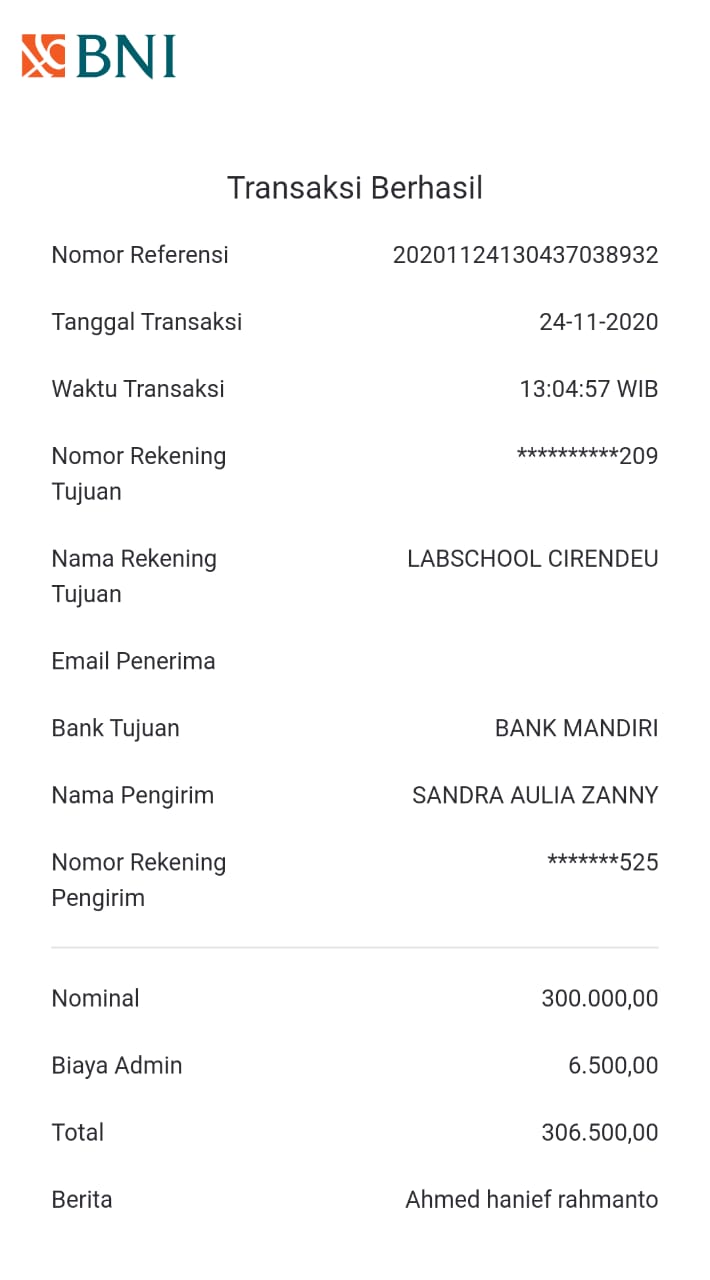 BNI
Transaksi Berhasil
Nomor Referensi 20201124130437038932
Tanggal Transaksi 24-11-2020
Waktu Transaksi 13:04:57 WIB
Nomor Rekening **********209
Tujuan
Nama Rekening LABSCHOOL CIRENDEU
Tujuan
Email Penerima
Bank Tujuan BANK MANDIRI
Nama Pengirim SANDRA AULIA ZANNY
Nomor Rekening *******525
Pengirim
Nominal 300.000,00
Biaya Admin 6.500,00
Total 306.500,00
Berita Ahmed hanief rahmanto